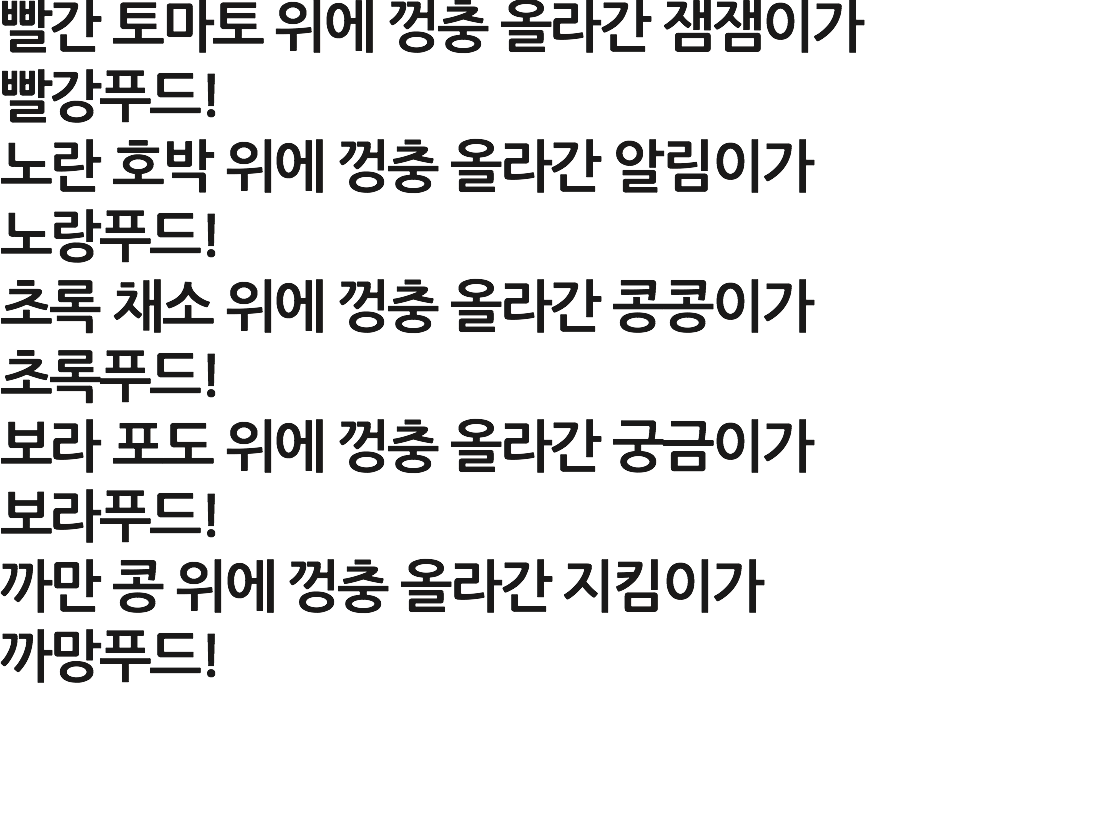 빨간 토마토 위에 껑충 올라간 잼잼이가
빨강푸드!
노란 호박 위에 껑충 올라간 알림이가
노랑푸드!
초록 채소 위에 껑충 올라간 콩콩이가
초록푸드!
보라 포도 위에 껑충 올라간 궁금이가
보라푸드!
까만 콩 위에 껑충 올라간 지킴이가
까망푸드!